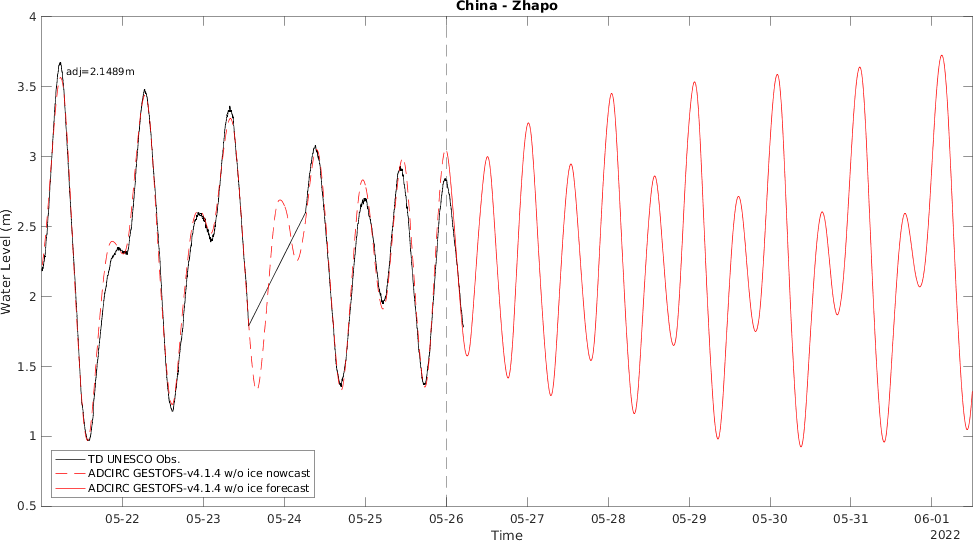 China - Zhapo
adj=2.1489m
4
3.5
3
2.5
2
1.5
1
0.5
Water Level (m)
TD UNESCO Obs.
ADCIRC GESTOFS-v4.1.4 w/o ice nowcast
ADCIRC GESTOFS-v4.1.4 w/o ice forecast
05-22 05-23 05-24 05-25 05-26 05-27 05-28 05-29 05-30 05-31 06-01
Time
2022